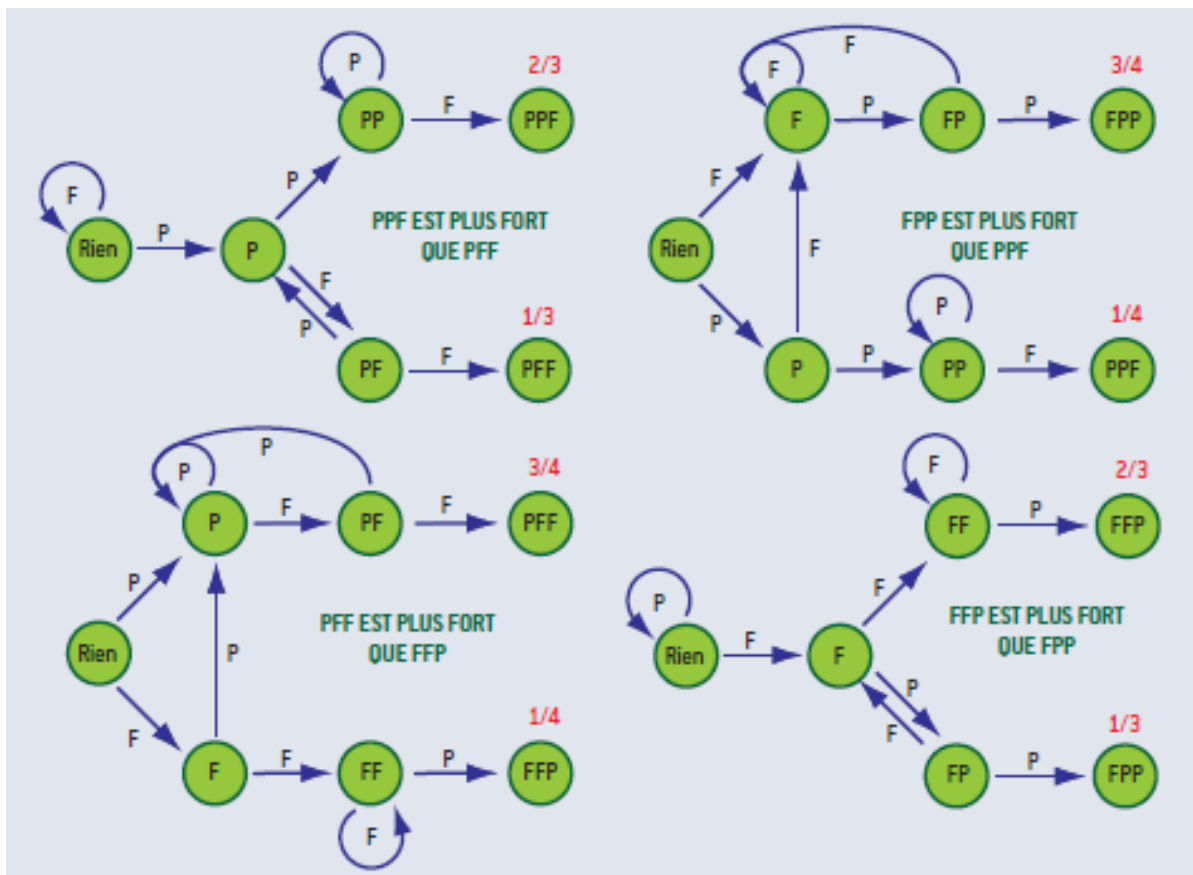 P
2/3
F
PP
PPF
F
P
Rien
P
P
PPF EST PLUS FORT
QUE PFF
F
P
1/3
PF
F
PFF
F
F
3/4
F
P
FP
P
FPP
F
Rien
FPP EST PLUS FORT
QUE PPF
F
P
P
1/4
P
P
PP
F
PPF
P
P
3/4
P
F
PF
F
PFF
P
Rien
PFF EST PLUS FORT
QUE FFP
P
F
1/4
F
F
FF
P
FFP
F
F
2/3
FF
P
FFP
P
F
Rien
F
F
FFP EST PLUS FORT
QUE FPP
P
F
1/3
FP
P
FPP